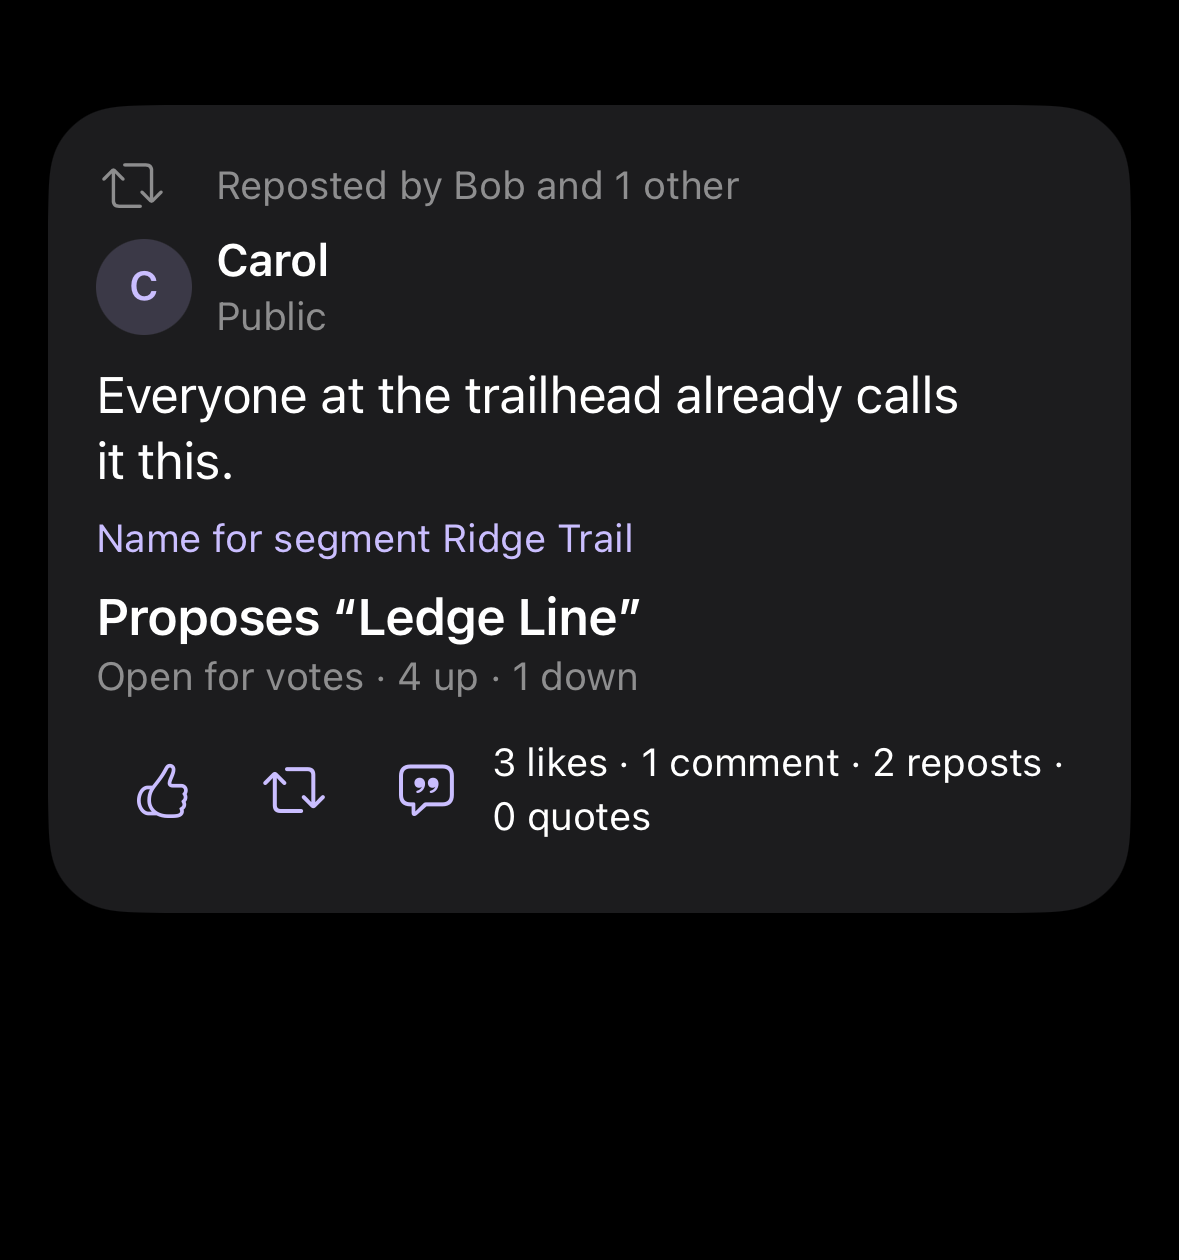 Reposted by Bob and 1 other
C
Carol
Public
Everyone at the trailhead already calls
it this.
Name for segment Ridge Trail
Proposes “Ledge Line”
Open for votes · 4 up · 1 down
3 likes · 1 comment · 2 reposts ·
0 quotes